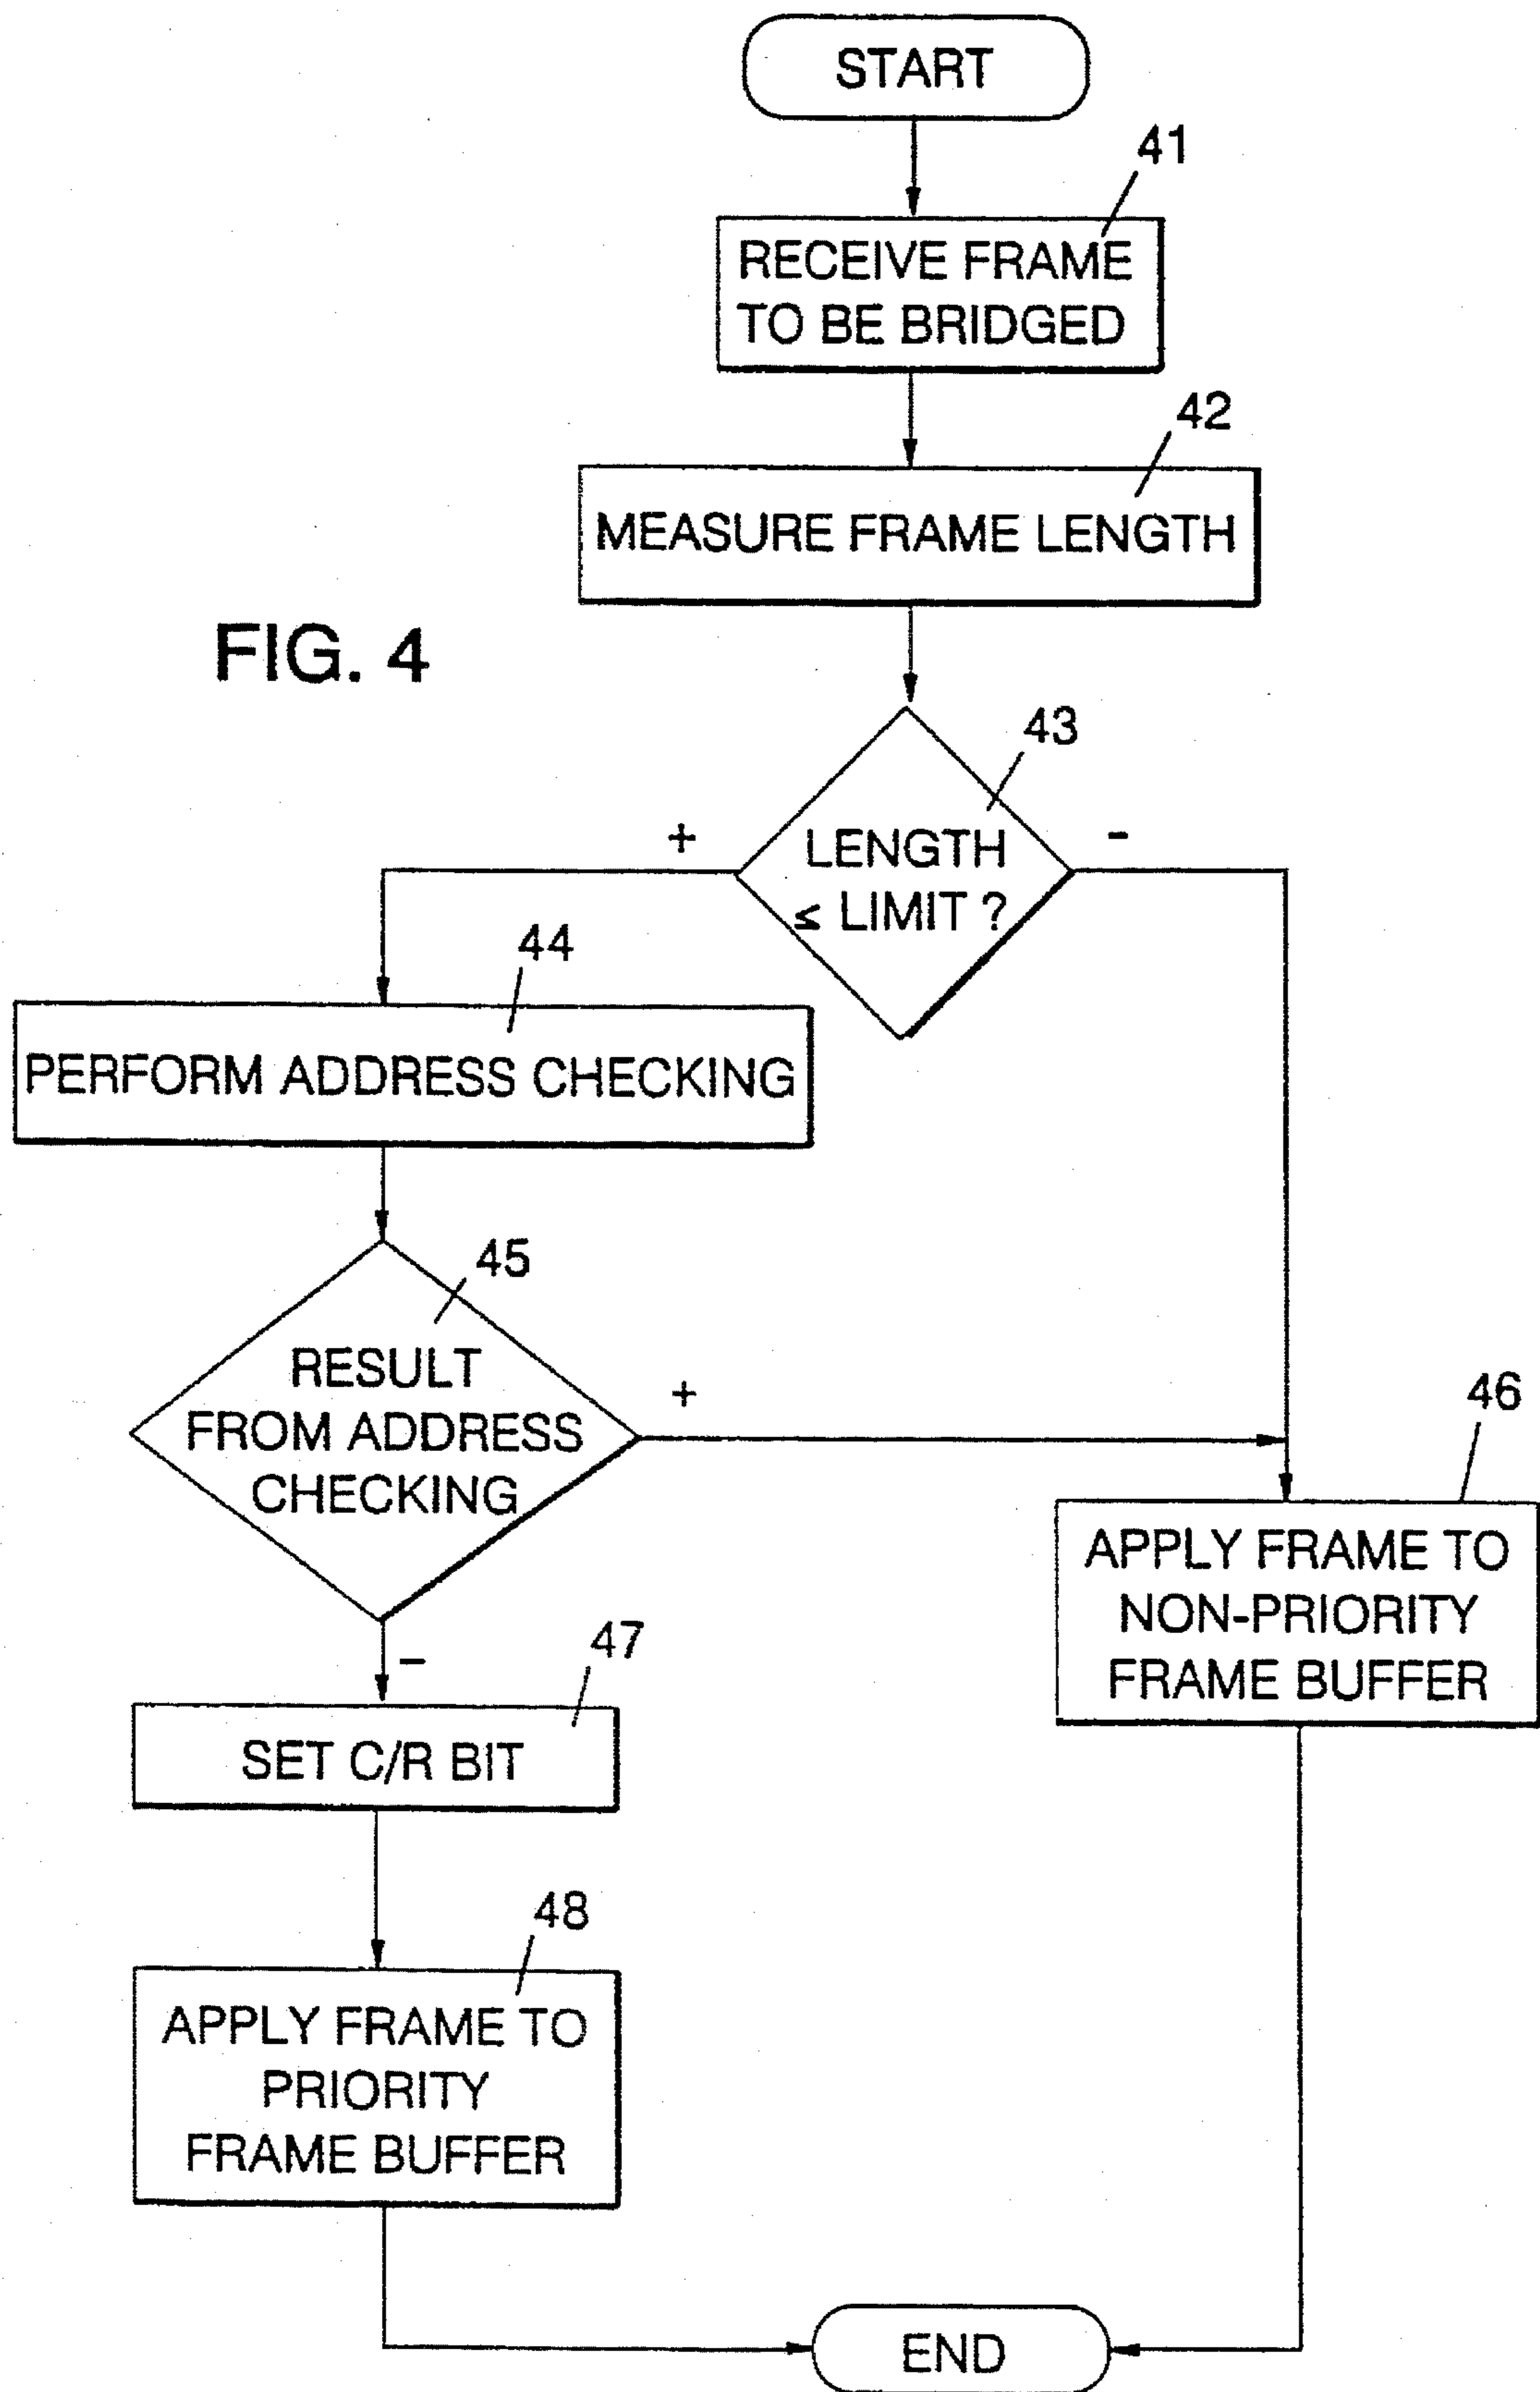 START
41
RECEIVE FRAME
TO BE BRIDGED
42
MEASURE FRAME LENGTH
FIG. 4
43
LENGTH
≤ LIMIT ?
+
-
44
PERFORM ADDRESS CHECKING
45
RESULT
FROM ADDRESS
CHECKING
+
-
46
APPLY FRAME TO
NON-PRIORITY
FRAME BUFFER
47
SET C/R BIT
48
APPLY FRAME TO
PRIORITY
FRAME BUFFER
END